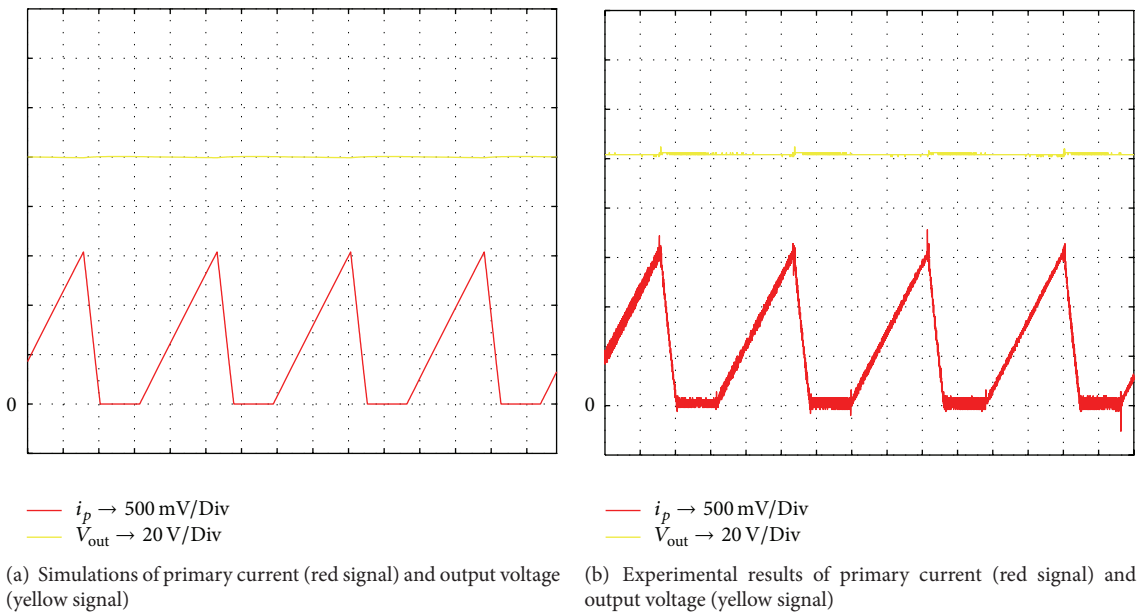 0
i_p → 500 mV/Div
V_out → 20 V/Div
(a) Simulations of primary current (red signal) and output voltage
(yellow signal)
0
i_p → 500 mV/Div
V_out → 20 V/Div
(b) Experimental results of primary current (red signal) and
output voltage (yellow signal)